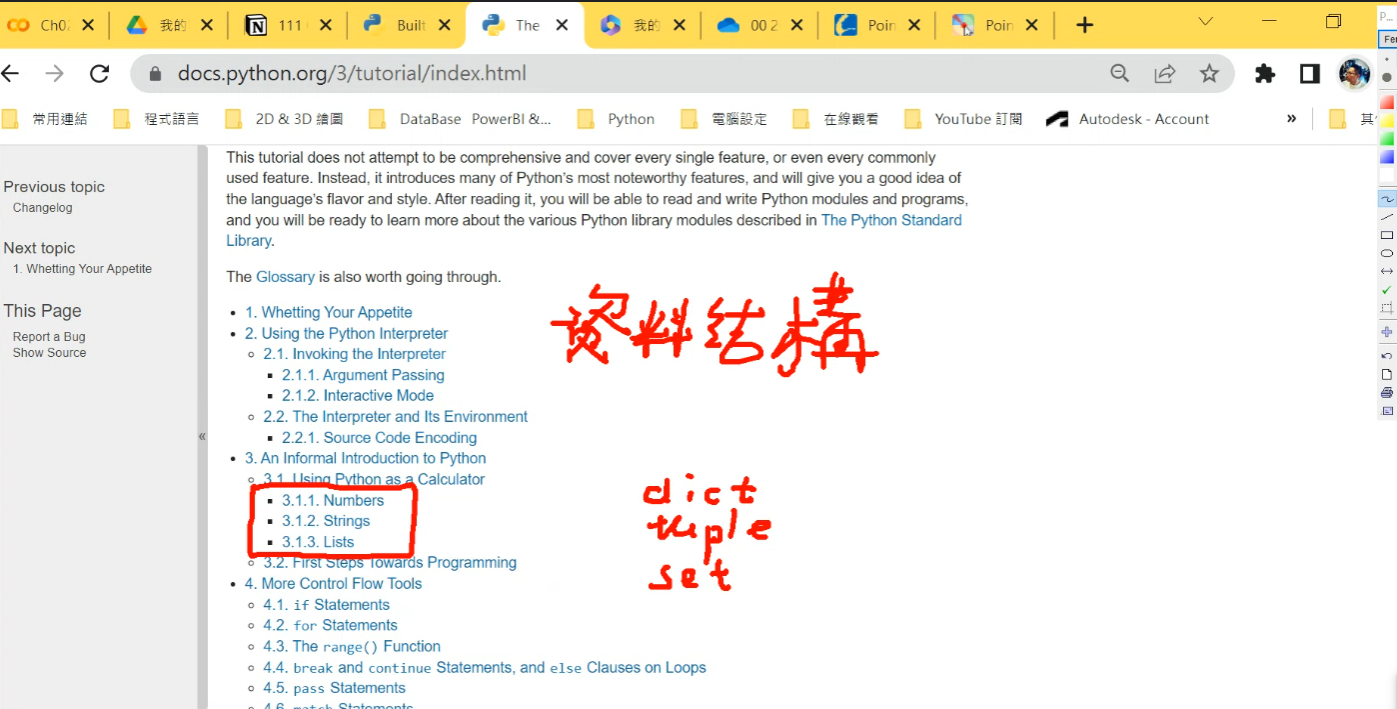 Ch0
我的
111
Built
The
我的
00 2
Poin
Poin
docs.python.org/3/tutorial/index.html
常用連結
程式語言
2D & 3D 繪圖
DataBase PowerBI &...
Python
電腦設定
在線觀看
YouTube 訂閱
Autodesk - Account
»
其
Previous topic
Changelog
Next topic
1. Whetting Your Appetite
This Page
Report a Bug
Show Source
«
This tutorial does not attempt to be comprehensive and cover every single feature, or even every commonly
used feature. Instead, it introduces many of Python's most noteworthy features, and will give you a good idea of
the language's flavor and style. After reading it, you will be able to read and write Python modules and programs,
and you will be ready to learn more about the various Python library modules described in The Python Standard
Library.
The Glossary is also worth going through.
1. Whetting Your Appetite
2. Using the Python Interpreter
2.1. Invoking the Interpreter
2.1.1. Argument Passing
2.1.2. Interactive Mode
2.2. The Interpreter and Its Environment
2.2.1. Source Code Encoding
3. An Informal Introduction to Python
3.1. Using Python as a Calculator
3.1.1. Numbers
3.1.2. Strings
3.1.3. Lists
3.2. First Steps Towards Programming
4. More Control Flow Tools
4.1. if Statements
4.2. for Statements
4.3. The range() Function
4.4. break and continue Statements, and else Clauses on Loops
4.5. pass Statements
4.6. match Statements
资料结構
dict
tuple
set